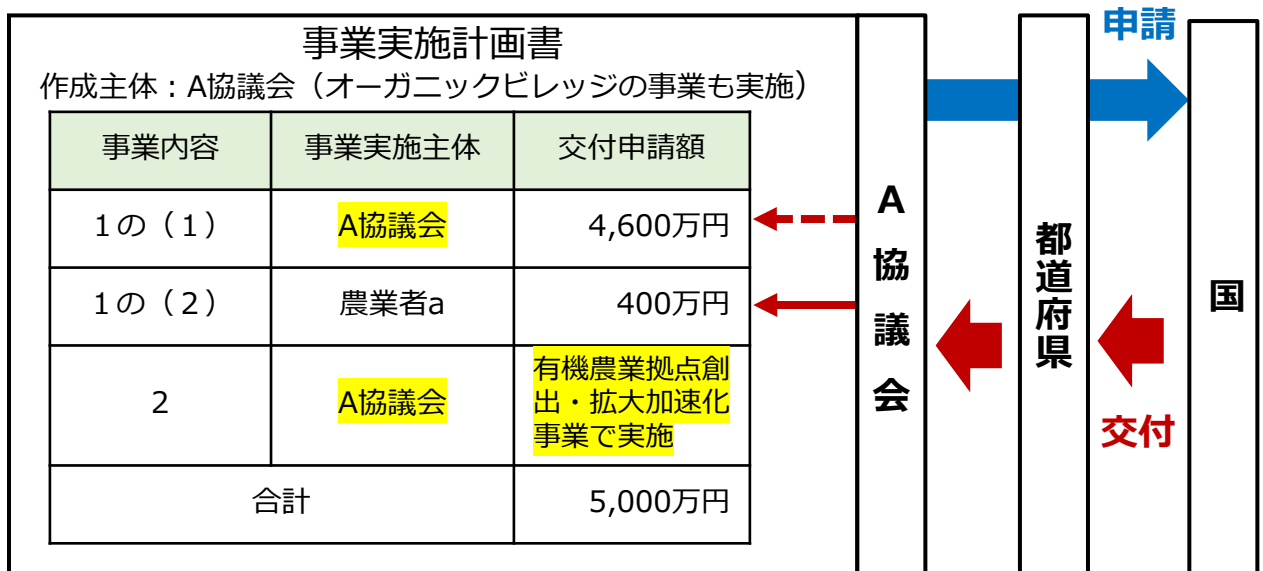 事業実施計画書
作成主体：A協議会（オーガニックビレッジの事業も実施）
事業内容
事業実施主体
交付申請額
１の（１）
A協議会
4,600万円
１の（２）
農業者a
400万円
2
A協議会
有機農業拠点創
出・拡大加速化
事業で実施
合計
5,000万円
A協議会
都道府県
国
申請
交付